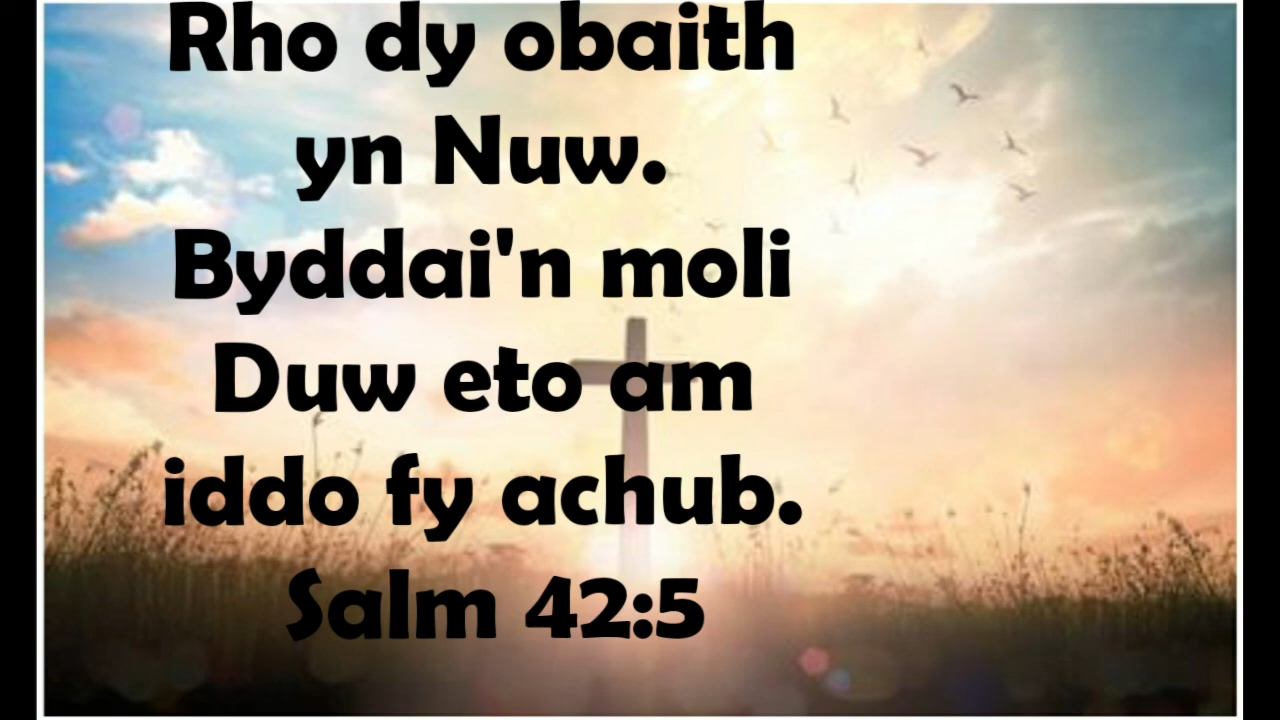 Rho dy obaith
yn Nuw.
Byddai'n moli
Duw eto am
iddo fy achub.
Salm 42:5